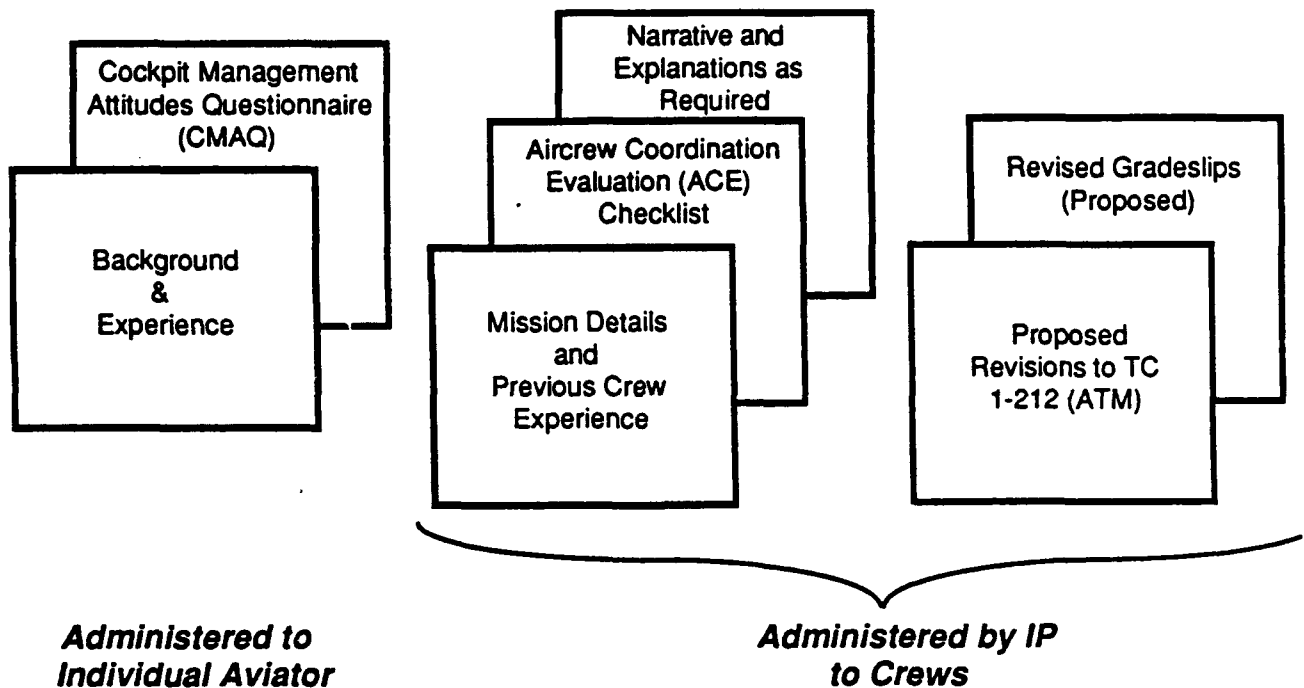 Cockpit Management
Attitudes Questionnaire
(CMAQ)
Background
&
Experience
Narrative and
Explanations as
Required
Aircrew Coordination
Evaluation (ACE)
Checklist
Mission Details
and
Previous Crew
Experience
Revised Gradeslips
(Proposed)
Proposed
Revisions to TC
1-212 (ATM)
Administered to
Individual Aviator
Administered by IP
to Crews